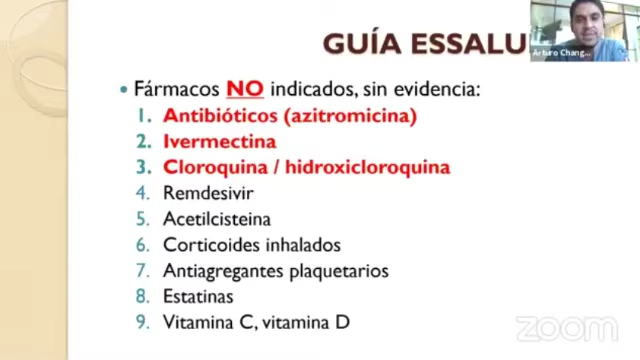 GUÍA ESSALU
Arturo Chang...
• Fármacos NO indicados, sin evidencia:
1. Antibióticos (azitromicina)
2. Ivermectina
3. Cloroquina / hidroxicloroquina
4. Remdesivir
5. Acetilcisteina
6. Corticoides inhalados
7. Antiagregantes plaquetarios
8. Estatinas
9. Vitamina C, vitamina D
zoom